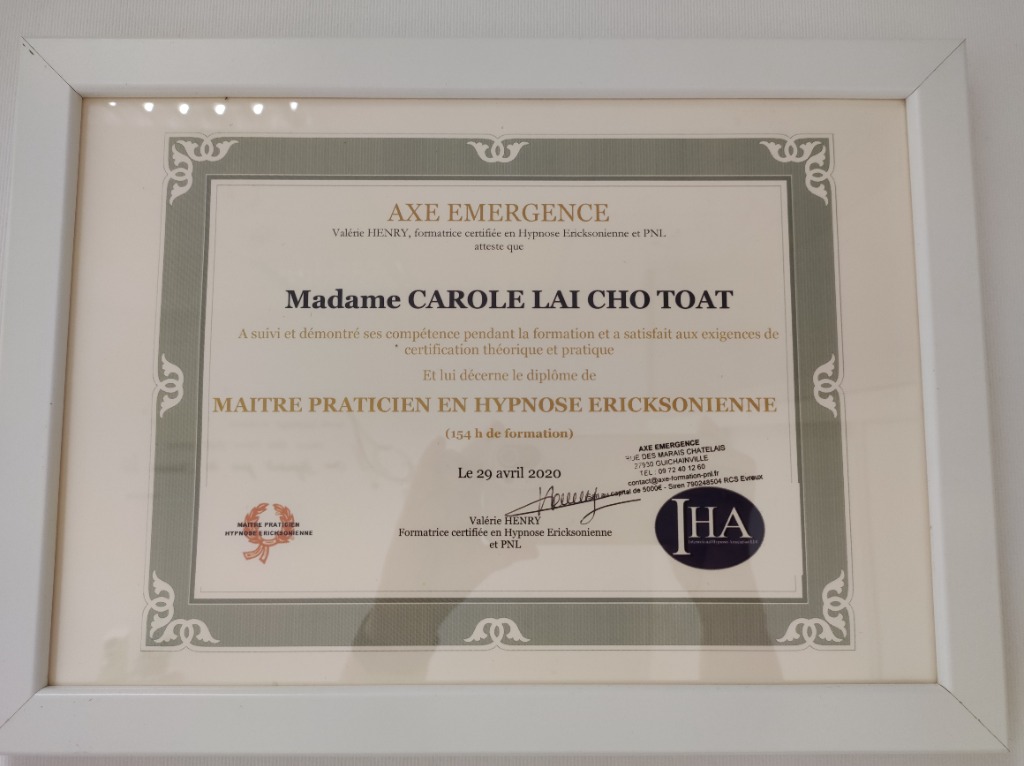 AXE EMERGENCE
Valérie HENRY, formatrice certifiée en Hypnose Ericksonienne et PNL
atteste que
Madame CAROLE LAI CHO TOAT
A suivi et démontré ses compétence pendant la formation et a satisfait aux exigences de
certification théorique et pratique
Et lui décerne le diplôme de
MAITRE PRATICIEN EN HYPNOSE ERICKSONIENNE
(154 h de formation)
Le 29 avril 2020
AXE EMERGENCE
RUE DES MARAIS CHATELAIS
27930 GUICHAINVILLE
TEL : 09 72 40 12 60
contact@axe-formation-pnl.fr
capital de 5000€ - Siren 790248504 RCS Evreux
Valérie HENRY
Formatrice certifiée en Hypnose Ericksonienne
et PNL
MAITRE PRATICIEN
HYPNOSE ERICKSONIENNE
IHA